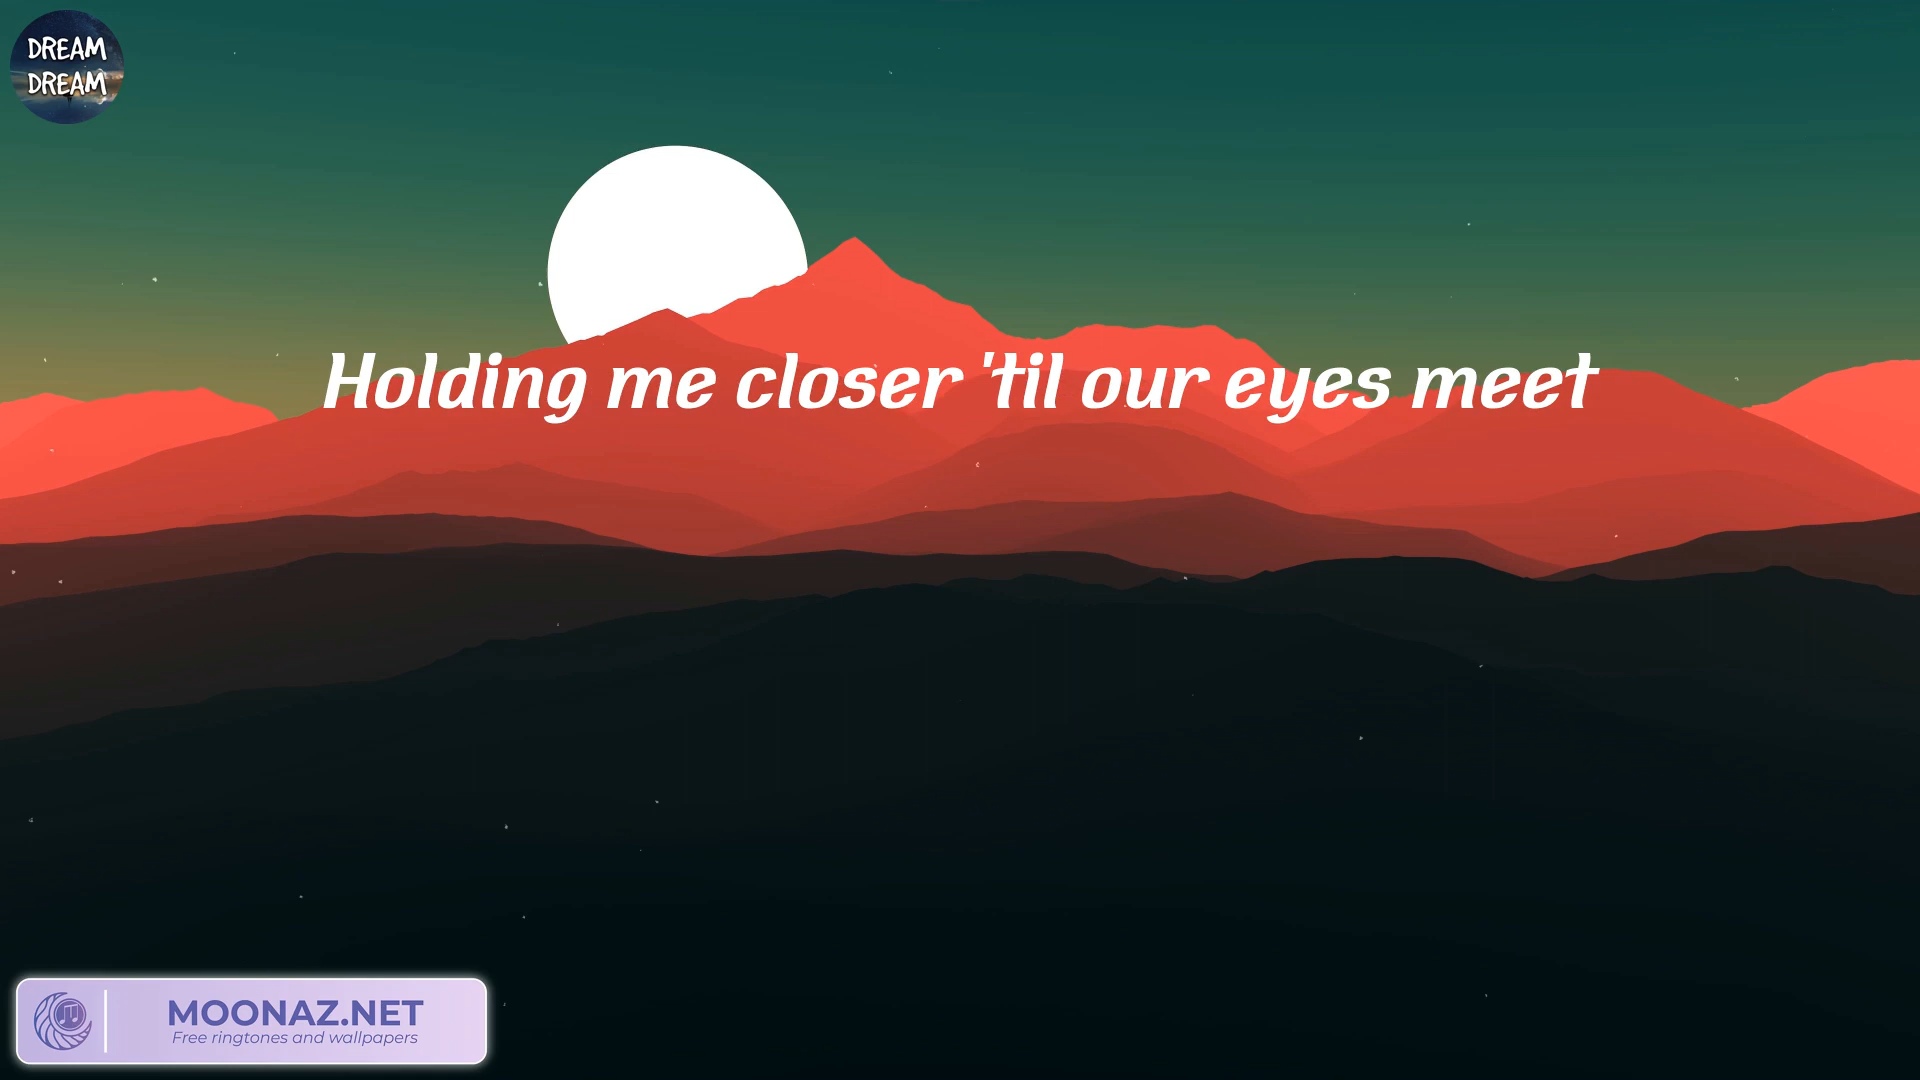 DREAM
DREAM
Holding me closer 'til our eyes meet
MOONAZ.NET
Free ringtones and wallpapers